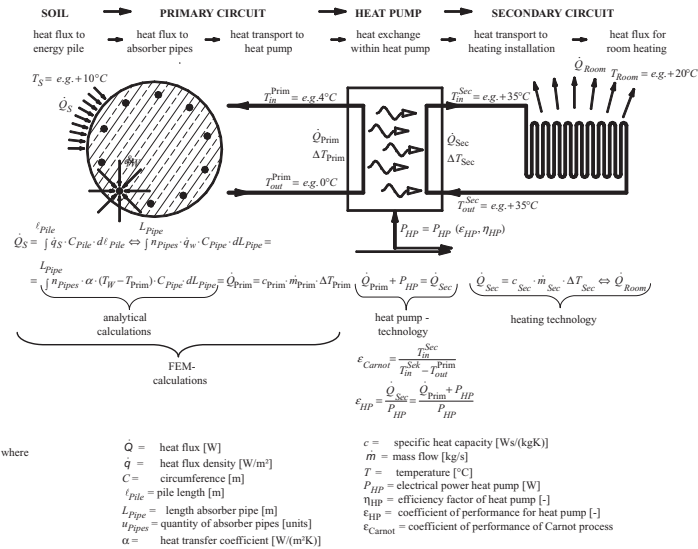 SOIL PRIMARY CIRCUIT HEAT PUMP SECONDARY CIRCUIT
heat flux to energy pile
heat flux to absorber pipes
heat transport to heat pump
heat exchange within heat pump
heat transport to heating installation
heat flux for room heating
T_S = e.g.+10°C
Q̇_S
q̇_W
T_in^Prim = e.g.4°C
Q̇_Prim
ΔT_Prim
T_out^Prim = e.g.0°C
T_in^Sec = e.g.+35°C
Q̇_Sec
ΔT_Sec
T_out^Sec = e.g.+35°C
Q̇_Room
T_Room = e.g.+20°C
P_HP = P_HP (ε_HP, η_HP)
Q̇_S = ∫^ℓ_Pile q̇_S · C_Pile · dℓ_Pile ⇔ ∫^L_Pipe n_Pipes · q̇_w · C_Pipe · dL_Pipe =
= ∫^L_Pipe n_Pipes · α · (T_W − T_Prim) · C_Pipe · dL_Pipe = Q̇_Prim = c_Prim · ṁ_Prim · ΔT_Prim
Q̇_Prim + P_HP = Q̇_Sec
Q̇_Sec = c_Sec · ṁ_Sec · ΔT_Sec ⇔ Q̇_Room
analytical
calculations
heat pump -
technology
heating technology
FEM-
calculations
ε_Carnot = T_in^Sec / (T_in^Sek − T_out^Prim)
ε_HP = Q̇_Sec / P_HP = (Q̇_Prim + P_HP) / P_HP
where
Q̇ = heat flux [W]
q̇ = heat flux density [W/m²]
C = circumference [m]
ℓ_Pile = pile length [m]
L_Pipe = length absorber pipe [m]
u_Pipes = quantity of absorber pipes [units]
α = heat transfer coefficient [W/(m²K)]
c = specific heat capacity [Ws/(kgK)]
ṁ = mass flow [kg/s]
T = temperature [°C]
P_HP = electrical power heat pump [W]
η_HP = efficiency factor of heat pump [-]
ε_HP = coefficient of performance for heat pump [-]
ε_Carnot = coefficient of performance of Carnot process